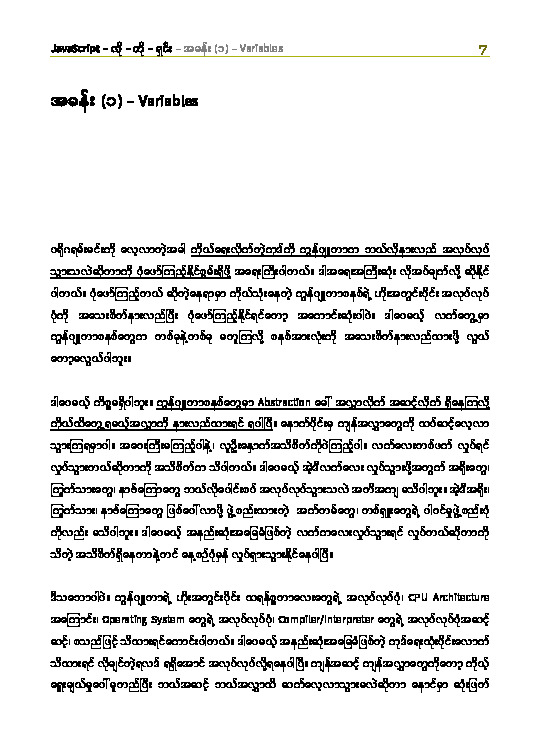 JavaScript – လို – တို – ရှင်း – အခန်း (၁) – Variables 7
အခန်း (၁) – Variables
ပရိုဂရမ်းမင်းကို လေ့လာတဲ့အခါ ကိုယ်ရေးလိုက်တဲ့ကုဒ်ကို ကွန်ပျူတာက ဘယ်လိုနားလည် အလုပ်လုပ်
သွားသလဲဆိုတာကို ပုံဖော်ကြည့်နိုင်စွမ်းရှိဖို့ အရေးကြီးပါတယ်။ ဒါအရေးအကြီးဆုံး လိုအပ်ချက်လို့ ဆိုနိုင်
ပါတယ်။ ပုံဖော်ကြည့်တယ် ဆိုတဲ့နေရာမှာ ကိုယ်သုံးနေတဲ့ ကွန်ပျူတာစနစ်ရဲ့ ဟိုးအတွင်းပိုင်း အလုပ်လုပ်
ပုံကို အသေးစိတ်နားလည်ပြီး ပုံဖော်ကြည့်နိုင်ရင်တော့ အကောင်းဆုံးပါပဲ။ ဒါပေမယ့် လက်တွေ့မှာ
ကွန်ပျူတာစနစ်တွေက တစ်ခုနဲ့တစ်ခု မတူကြလို့ စနစ်အားလုံးကို အသေးစိတ်နားလည်ထားဖို့ လွယ်
တော့မလွယ်ပါဘူး။
ဒါပေမယ့် ကိစ္စမရှိပါဘူး။ ကွန်ပျူတာစနစ်တွေမှာ Abstraction ခေါ် အလွှာလိုက် အဆင့်လိုက် ရှိနေကြလို့
ကိုယ်ထိတွေ့ရမယ့်အလွှာကို နားလည်ထားရင် ရပါပြီ။ နောက်ပိုင်းမှ ကျန်အလွှာတွေကို ထပ်ဆင့်လေ့လာ
သွားကြရမှာပါ။ အဝေးကြီးမကြည့်ပါနဲ့၊ လူ့ဦးနှောက်အသိစိတ်ကိုပဲကြည့်ပါ။ လက်လေးတစ်ဖက် လှုပ်ရင်
လှုပ်သွားတယ်ဆိုတာကို အသိစိတ်က သိပါတယ်။ ဒါပေမယ့် အဲ့ဒီလက်လေး လှုပ်သွားဖို့အတွက် အရိုးတွေ၊
ကြွက်သားတွေ၊ နာဗ်ကြောတွေ ဘယ်လိုပေါင်းစပ် အလုပ်လုပ်သွားသလဲ အတိအကျ မသိပါဘူး။ အဲ့ဒီအရိုး၊
ကြွက်သား၊ နာဗ်ကြောတွေ ဖြစ်ပေါ်လာဖို့ ဖွဲ့စည်းထားတဲ့ အက်တမ်တွေ၊ တစ်ရှူးတွေရဲ့ ပါဝင်မှုဖွဲ့စည်းပုံ
ကိုလည်း မသိပါဘူး။ ဒါပေမယ့် အနည်းဆုံးအခြေခံဖြစ်တဲ့ လက်ကလေးလှုပ်သွားရင် လှုပ်တယ်ဆိုတာကို
သိတဲ့ အသိစိတ်ရှိနေတာနဲ့တင် နေ့စဉ်ပုံမှန် လှုပ်ရှားသွားနိုင်နေပါပြီ။
ဒီသဘောပါပဲ။ ကွန်ပျူတာရဲ့ ဟိုးအတွင်းပိုင်း ထရန်စ္စတာလေးတွေရဲ့ အလုပ်လုပ်ပုံ၊ CPU Architecture
အကြောင်း၊ Operating System တွေရဲ့ အလုပ်လုပ်ပုံ၊ Compiler/Interpreter တွေရဲ့ အလုပ်လုပ်ပုံအဆင့်
ဆင့်၊ စသည်ဖြင့် သိထားရင်ကောင်းပါတယ်။ ဒါပေမယ့် အနည်းဆုံးအခြေခံဖြစ်တဲ့ ကုဒ်ရေးထုံးပိုင်းလောက်
သိထားရင် လိုချင်တဲ့ရလဒ် ရရှိအောင် အလုပ်လုပ်လို့ရနေပါပြီ။ ကျန်အဆင့် ကျန်အလွှာတွေကိုတော့ ကိုယ့်
ရွေးချယ်မှုပေါ်မူတည်ပြီး ဘယ်အဆင့် ဘယ်အလွှာထိ ဆက်လေ့လာသွားမလဲဆိုတာ နောင်မှာ ဆုံးဖြတ်